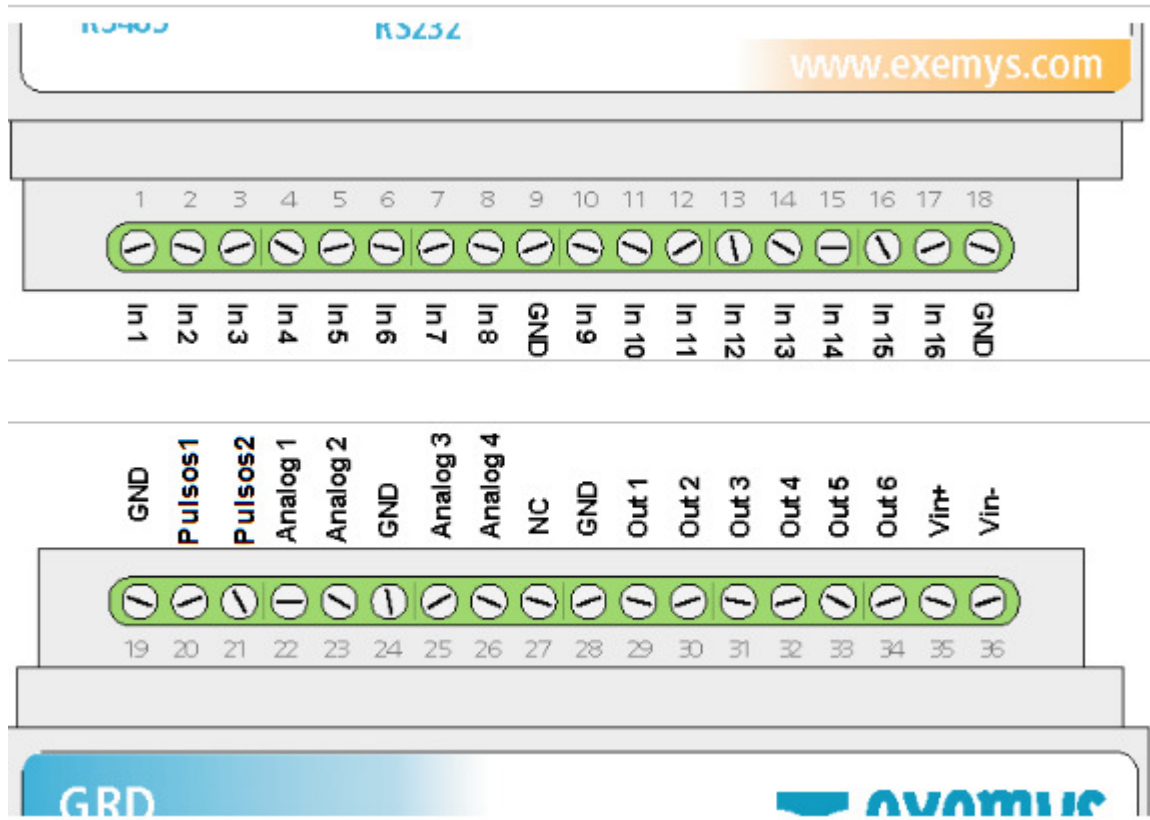 RS485 RS232
www.exemys.com
1 2 3 4 5 6 7 8 9 10 11 12 13 14 15 16 17 18
In 1 In 2 In 3 In 4 In 5 In 6 In 7 In 8 GND In 9 In 10 In 11 In 12 In 13 In 14 In 15 In 16 GND
GND Pulsos1 Pulsos2 Analog 1 Analog 2 GND Analog 3 Analog 4 NC GND Out 1 Out 2 Out 3 Out 4 Out 5 Out 6 Vin+ Vin-
19 20 21 22 23 24 25 26 27 28 29 30 31 32 33 34 35 36
GRD exemys